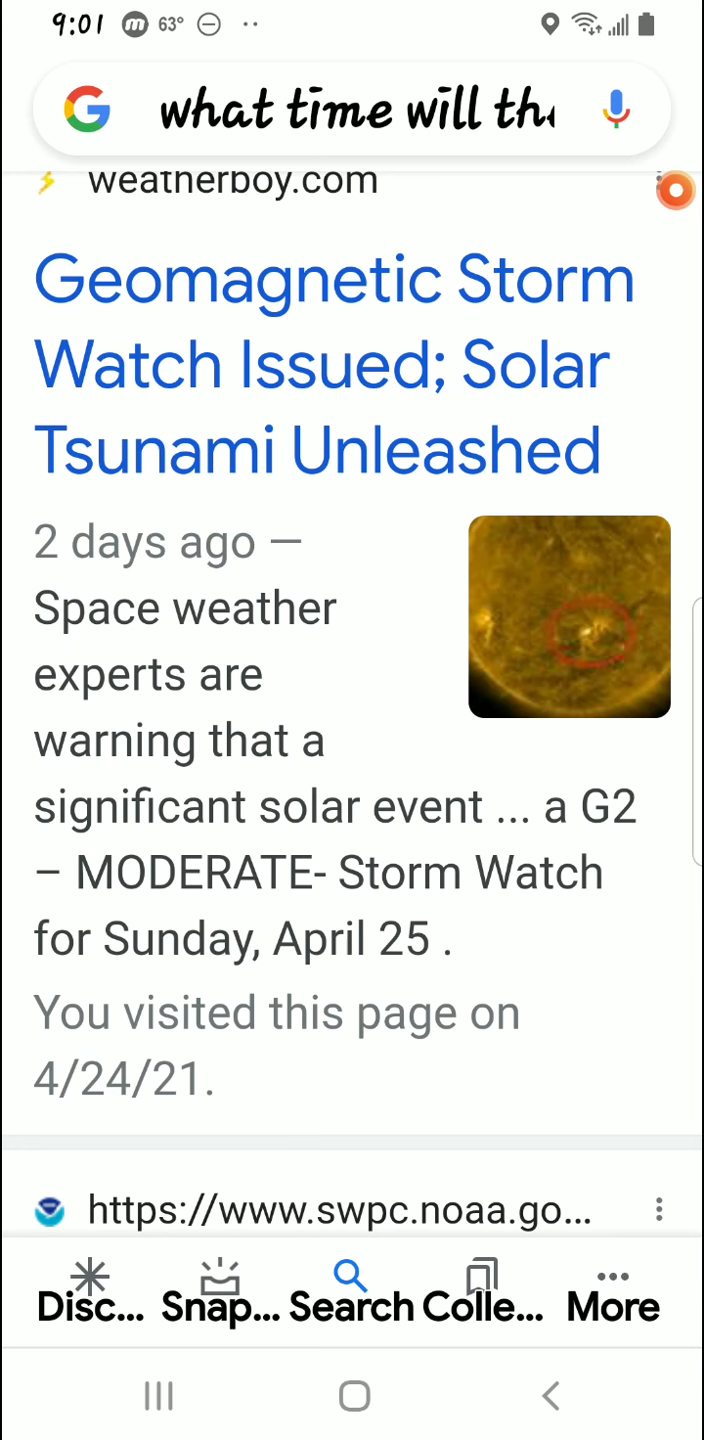 9:01 m 63°
what time will
weatherboy.com
Geomagnetic Storm
Watch Issued; Solar
Tsunami Unleashed
2 days ago —
Space weather
experts are
warning that a
significant solar event ... a G2
– MODERATE- Storm Watch
for Sunday, April 25 .
You visited this page on
4/24/21.
https://www.swpc.noaa.go...
Disc... Snap... Search Colle... More